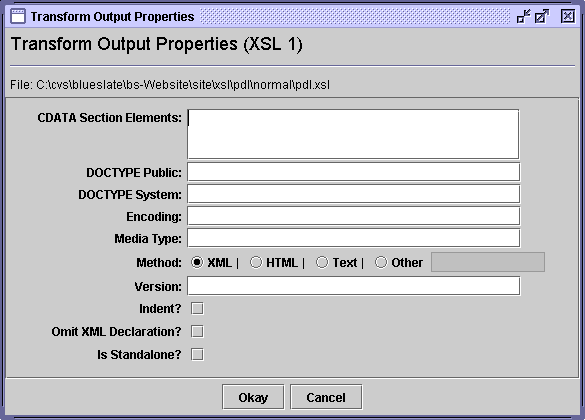 Transform Output Properties
Transform Output Properties (XSL 1)
File: C:\cvs\blueslate\bs-Website\site\xsl\pdl\normal\pdl.xsl
CDATA Section Elements:
DOCTYPE Public:
DOCTYPE System:
Encoding:
Media Type:
Method: XML | HTML | Text | Other
Version:
Indent?
Omit XML Declaration?
Is Standalone?
Okay Cancel